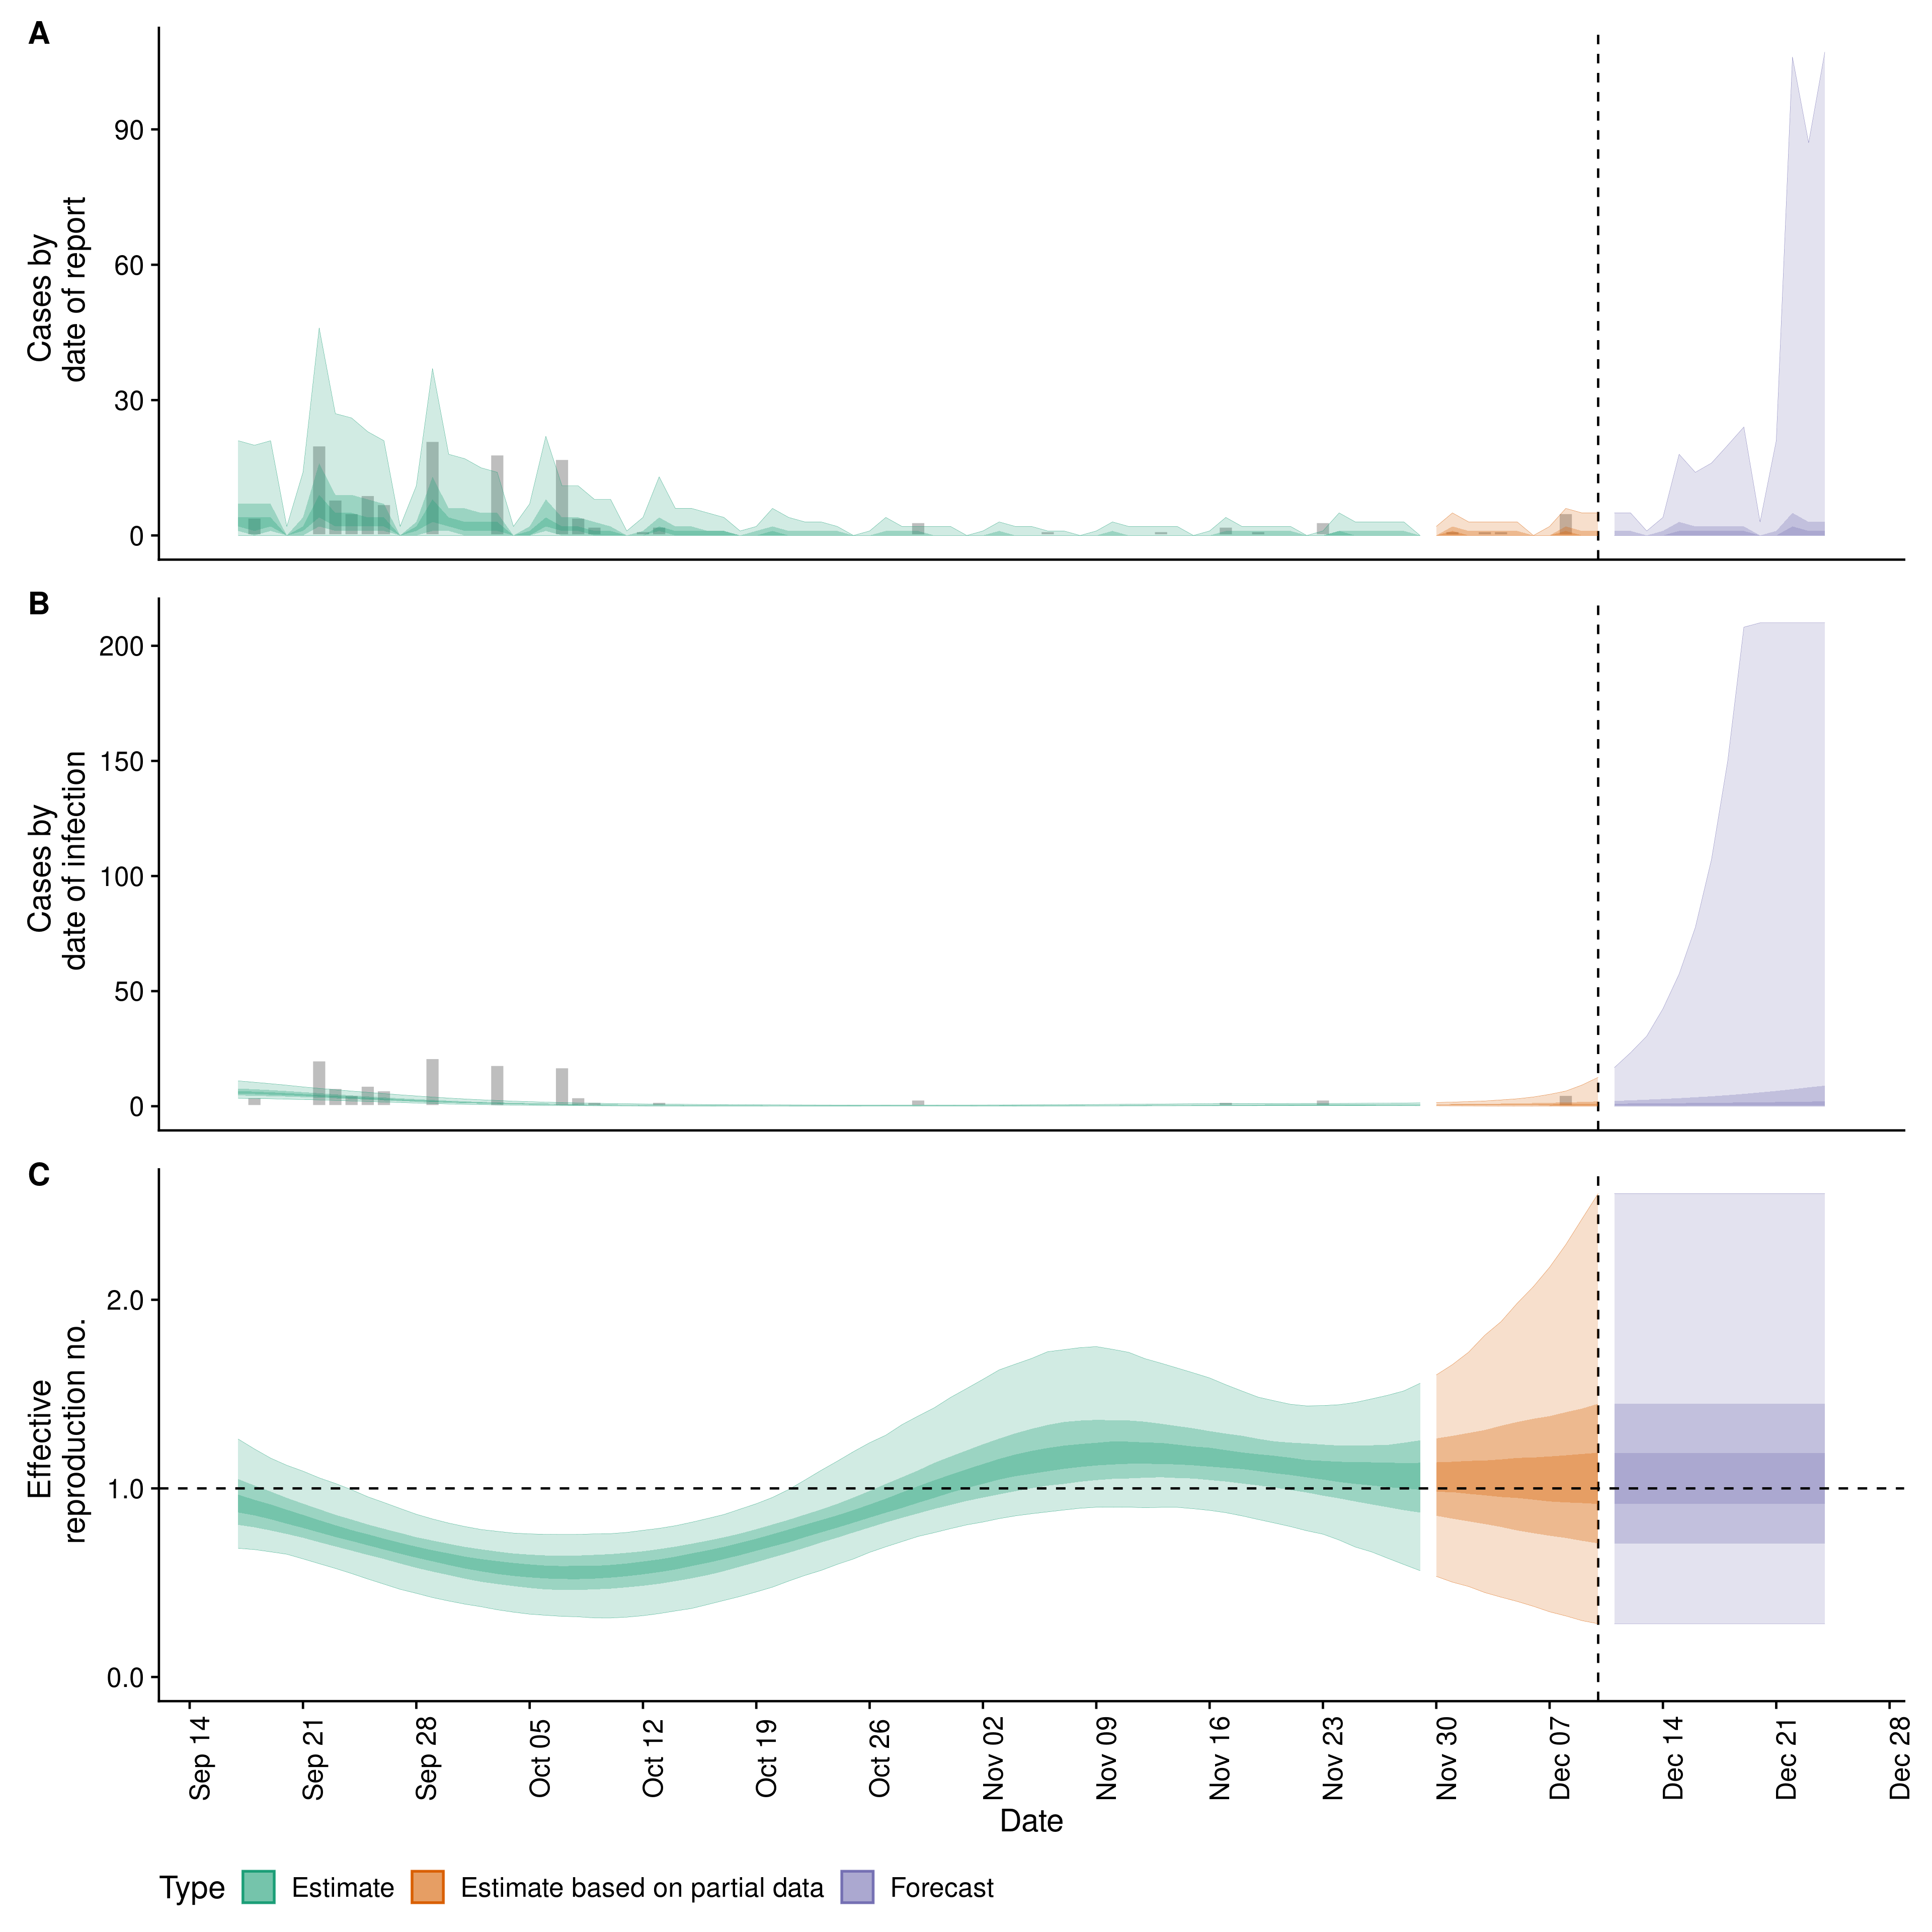 A
Cases by
date of report
90
60
30
0
B
Cases by
date of infection
200
150
100
50
0
C
Effective
reproduction no.
2.0
1.0
0.0
Sep 14
Sep 21
Sep 28
Oct 05
Oct 12
Oct 19
Oct 26
Nov 02
Nov 09
Nov 16
Nov 23
Nov 30
Dec 07
Dec 14
Dec 21
Dec 28
Date
Type Estimate Estimate based on partial data Forecast